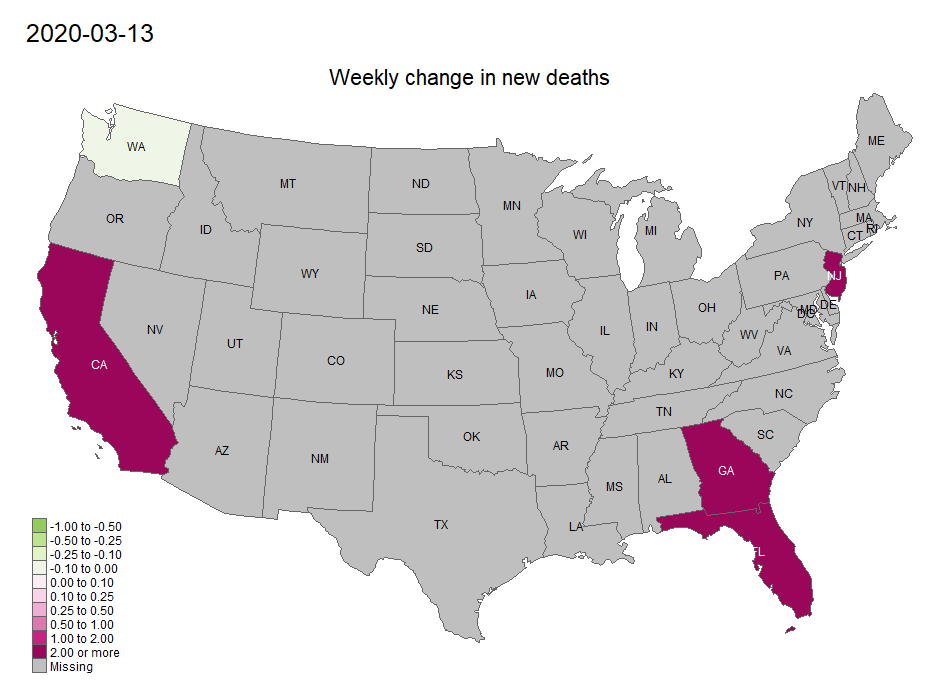 2020-03-13
Weekly change in new deaths
ME
WA
VT NH
MT
ND
MN
OR
ID
SD
WI
MI
NY
MA
RI
CT
WY
IA
PA
NJ
NE
OH
DE
MD
DC
NV
UT
CO
IL
IN
WV
VA
CA
KS
MO
KY
NC
TN
SC
AZ
NM
OK
AR
GA
MS
AL
TX
LA
FL
-1.00 to -0.50
-0.50 to -0.25
-0.25 to -0.10
-0.10 to 0.00
0.00 to 0.10
0.10 to 0.25
0.25 to 0.50
0.50 to 1.00
1.00 to 2.00
2.00 or more
Missing